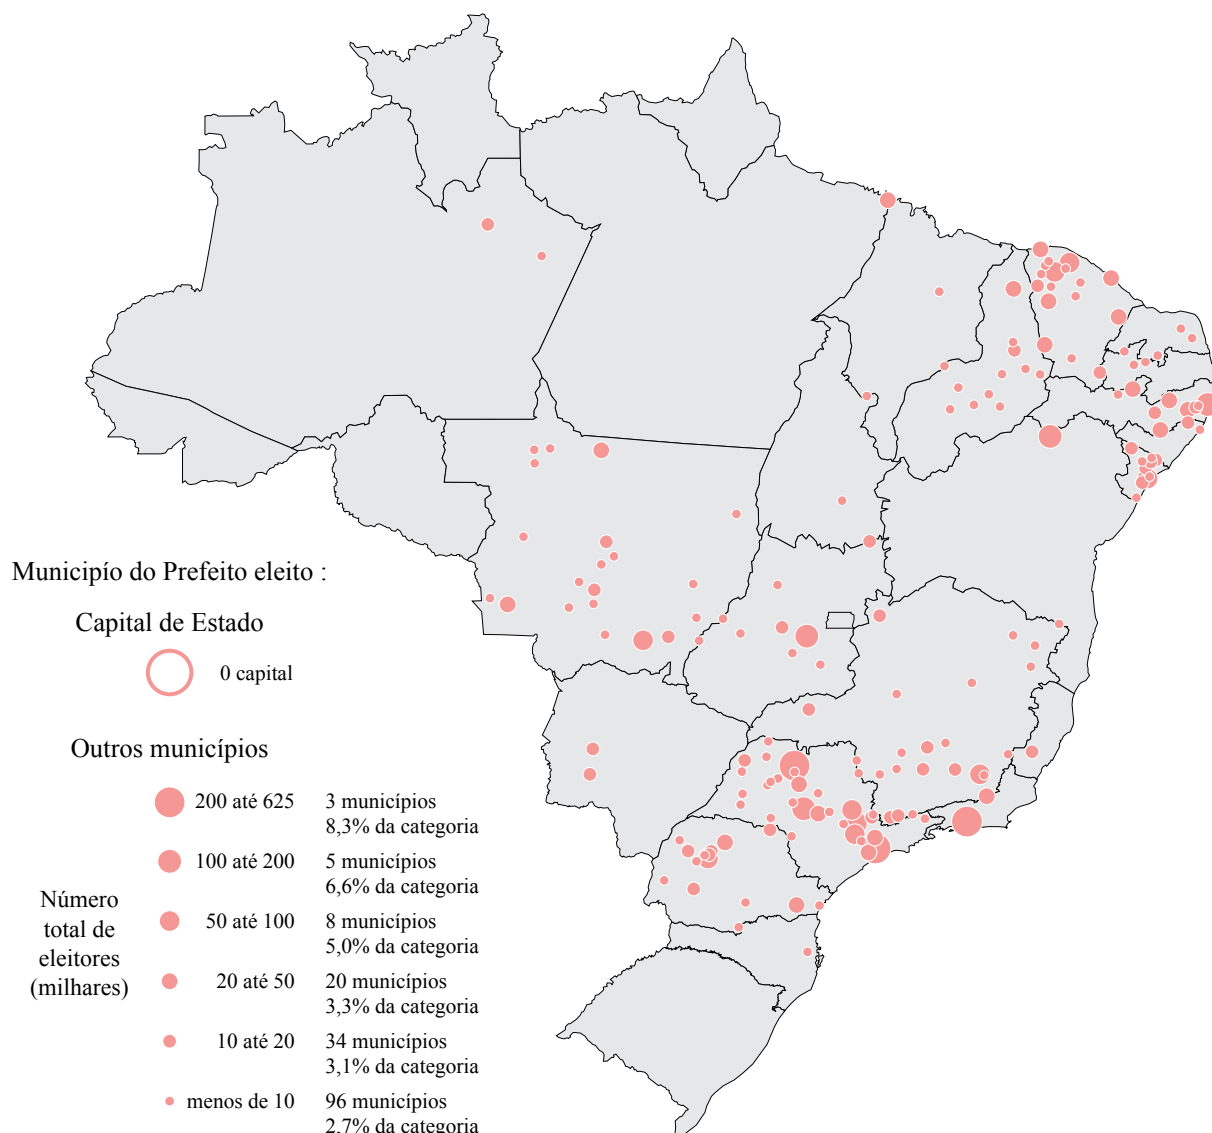 Municipío do Prefeito eleito :
Capital de Estado
0 capital
Outros municípios
200 até 625 3 municípios
8,3% da categoria
100 até 200 5 municípios
6,6% da categoria
Número
total de
eleitores
(milhares)
50 até 100 8 municípios
5,0% da categoria
20 até 50 20 municípios
3,3% da categoria
10 até 20 34 municípios
3,1% da categoria
menos de 10 96 municípios
2,7% da categoria